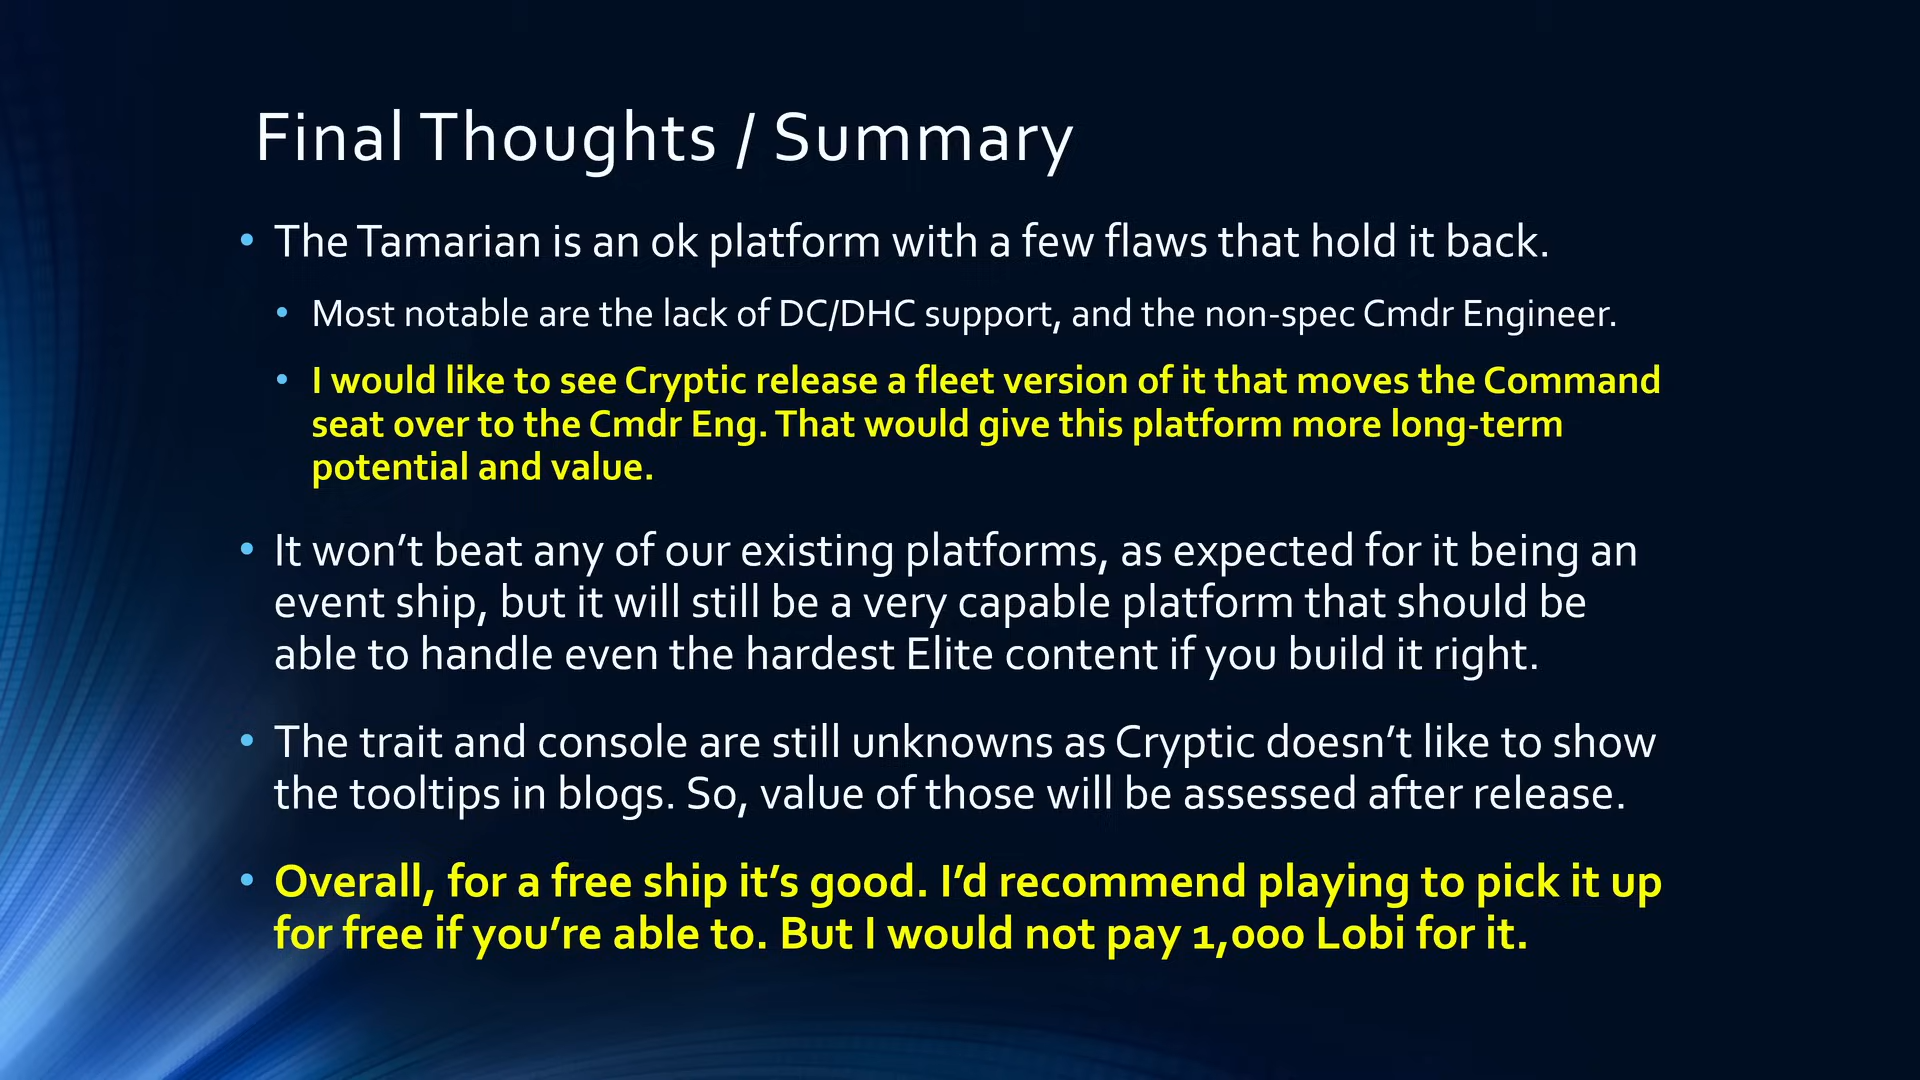 Final Thoughts / Summary
• The Tamarian is an ok platform with a few flaws that hold it back.
• Most notable are the lack of DC/DHC support, and the non-spec Cmdr Engineer.
• I would like to see Cryptic release a fleet version of it that moves the Command
seat over to the Cmdr Eng. That would give this platform more long-term
potential and value.
• It won’t beat any of our existing platforms, as expected for it being an
event ship, but it will still be a very capable platform that should be
able to handle even the hardest Elite content if you build it right.
• The trait and console are still unknowns as Cryptic doesn’t like to show
the tooltips in blogs. So, value of those will be assessed after release.
• Overall, for a free ship it’s good. I’d recommend playing to pick it up
for free if you’re able to. But I would not pay 1,000 Lobi for it.